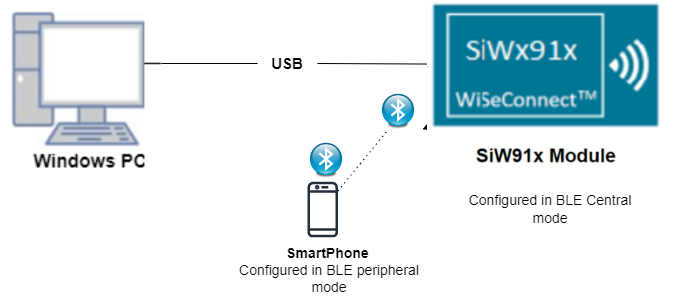 SiWx91x
USB
WiSeConnect™
Windows PC
SiW91x Module
Configured in BLE Central
mode
SmartPhone
Configured in BLE peripheral
mode